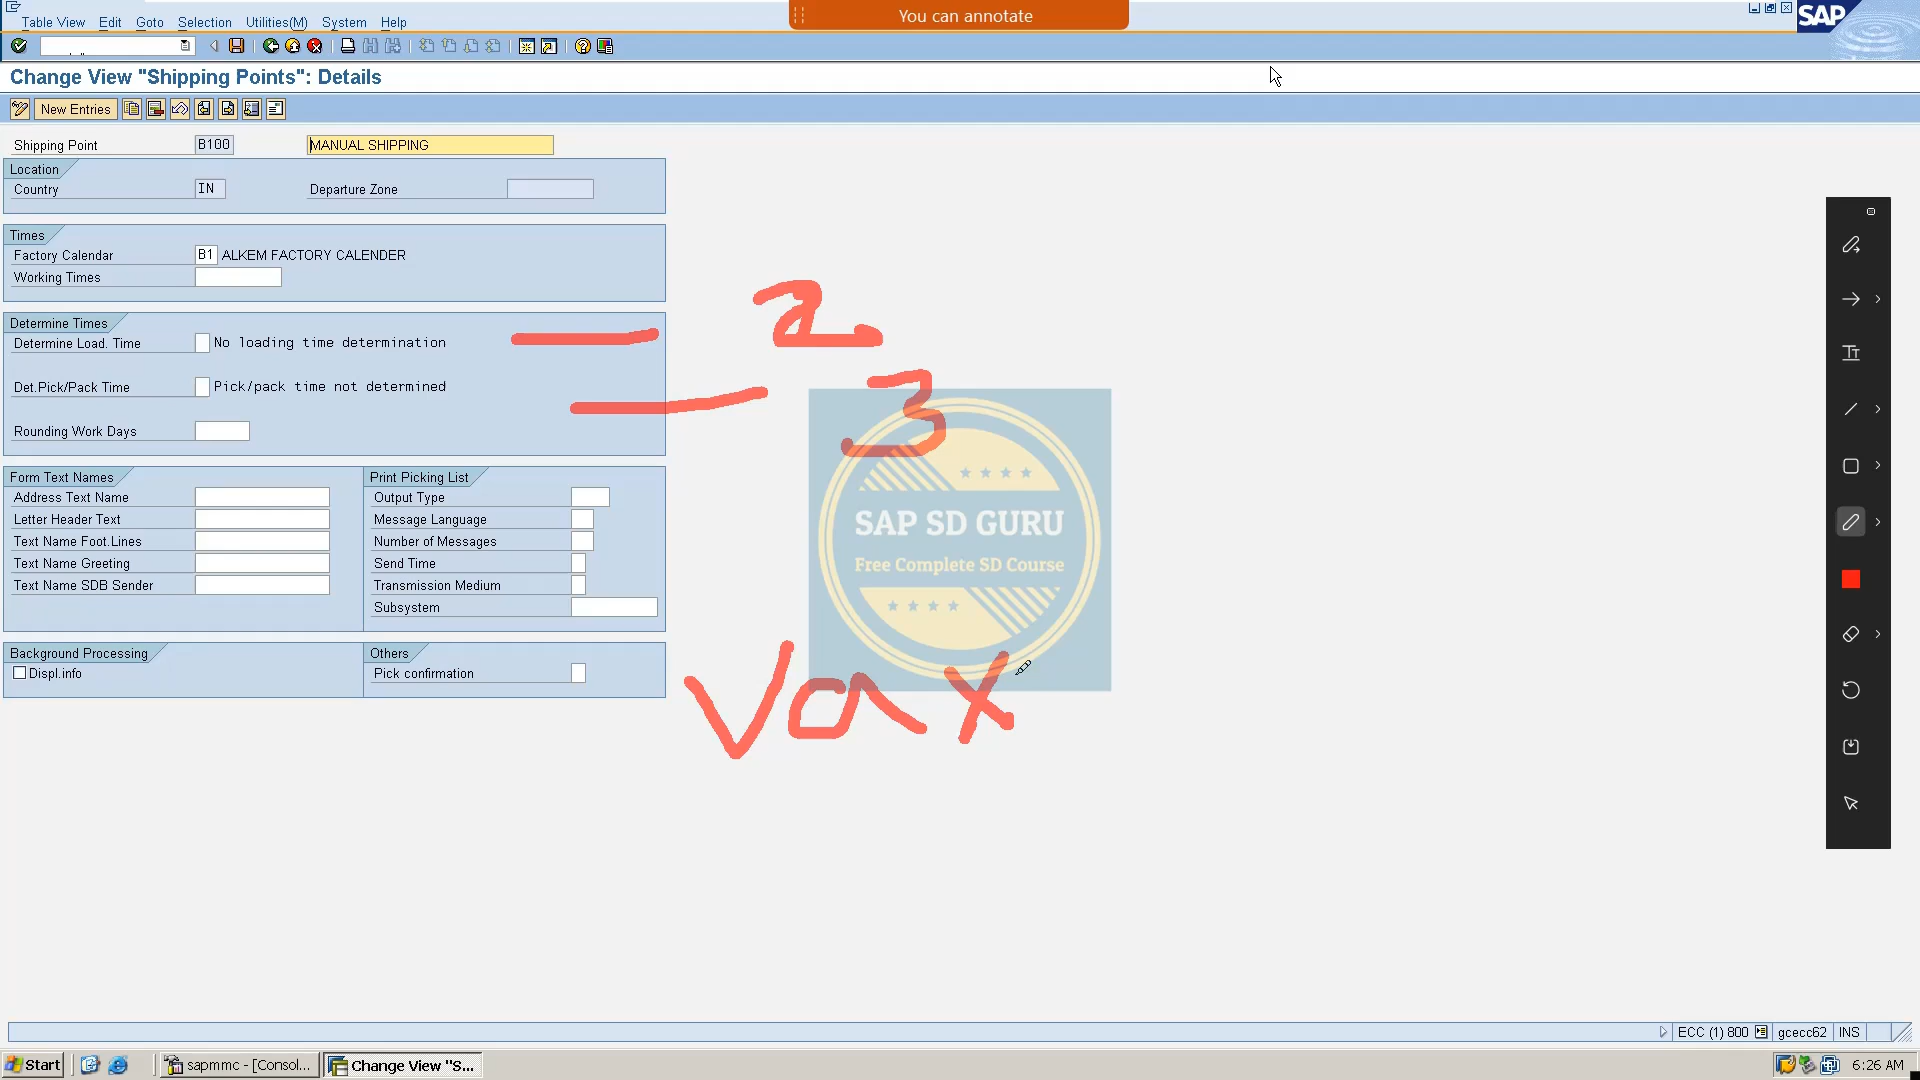 Table View Edit Goto Selection Utilities(M) System Help
You can annotate
SAP
Change View "Shipping Points": Details
New Entries
Shipping Point B100 MANUAL SHIPPING
Location
Country IN Departure Zone
Times
Factory Calendar B1 ALKEM FACTORY CALENDER
Working Times
Determine Times
Determine Load. Time No loading time determination
2
Det.Pick/Pack Time Pick/pack time not determined
3
Rounding Work Days
Form Text Names Print Picking List
Address Text Name Output Type
Letter Header Text Message Language
Text Name Foot.Lines Number of Messages
Text Name Greeting Send Time
Text Name SDB Sender Transmission Medium
Subsystem
SAP SD GURU
Free Complete SD Course
Background Processing Others
Displ.info Pick confirmation
Vax
ECC (1) 800 gcecc62 INS
Start sapmmc - [Consol... Change View "S... 6:26 AM